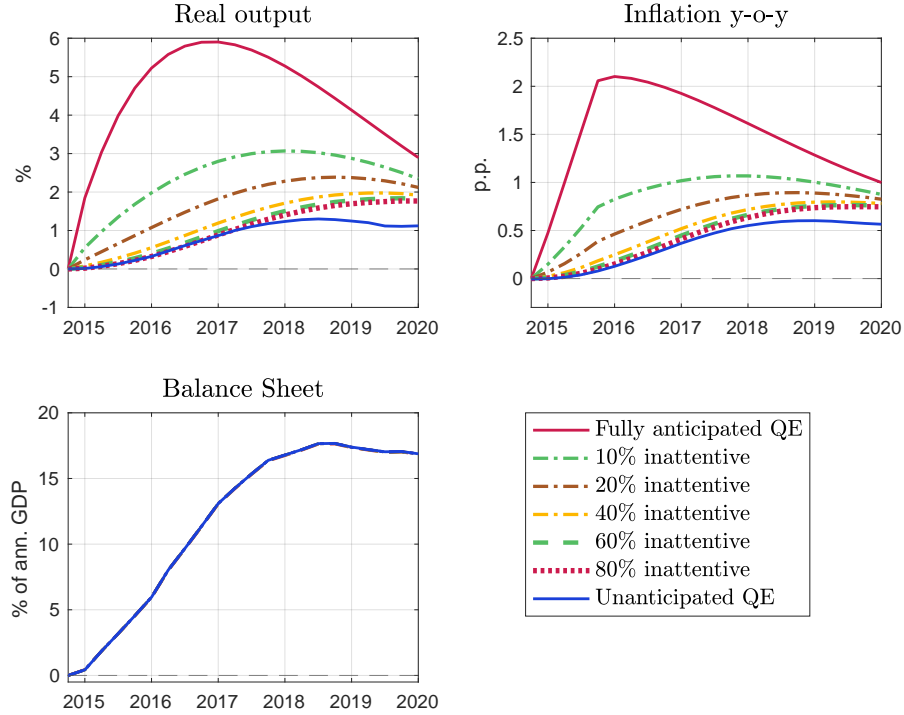 Real output
%
6
5
4
3
2
1
0
-1
2015 2016 2017 2018 2019 2020
Inflation y-o-y
p.p.
2.5
2
1.5
1
0.5
0
2015 2016 2017 2018 2019 2020
Balance Sheet
% of ann. GDP
20
15
10
5
0
2015 2016 2017 2018 2019 2020
Fully anticipated QE
10% inattentive
20% inattentive
40% inattentive
60% inattentive
80% inattentive
Unanticipated QE